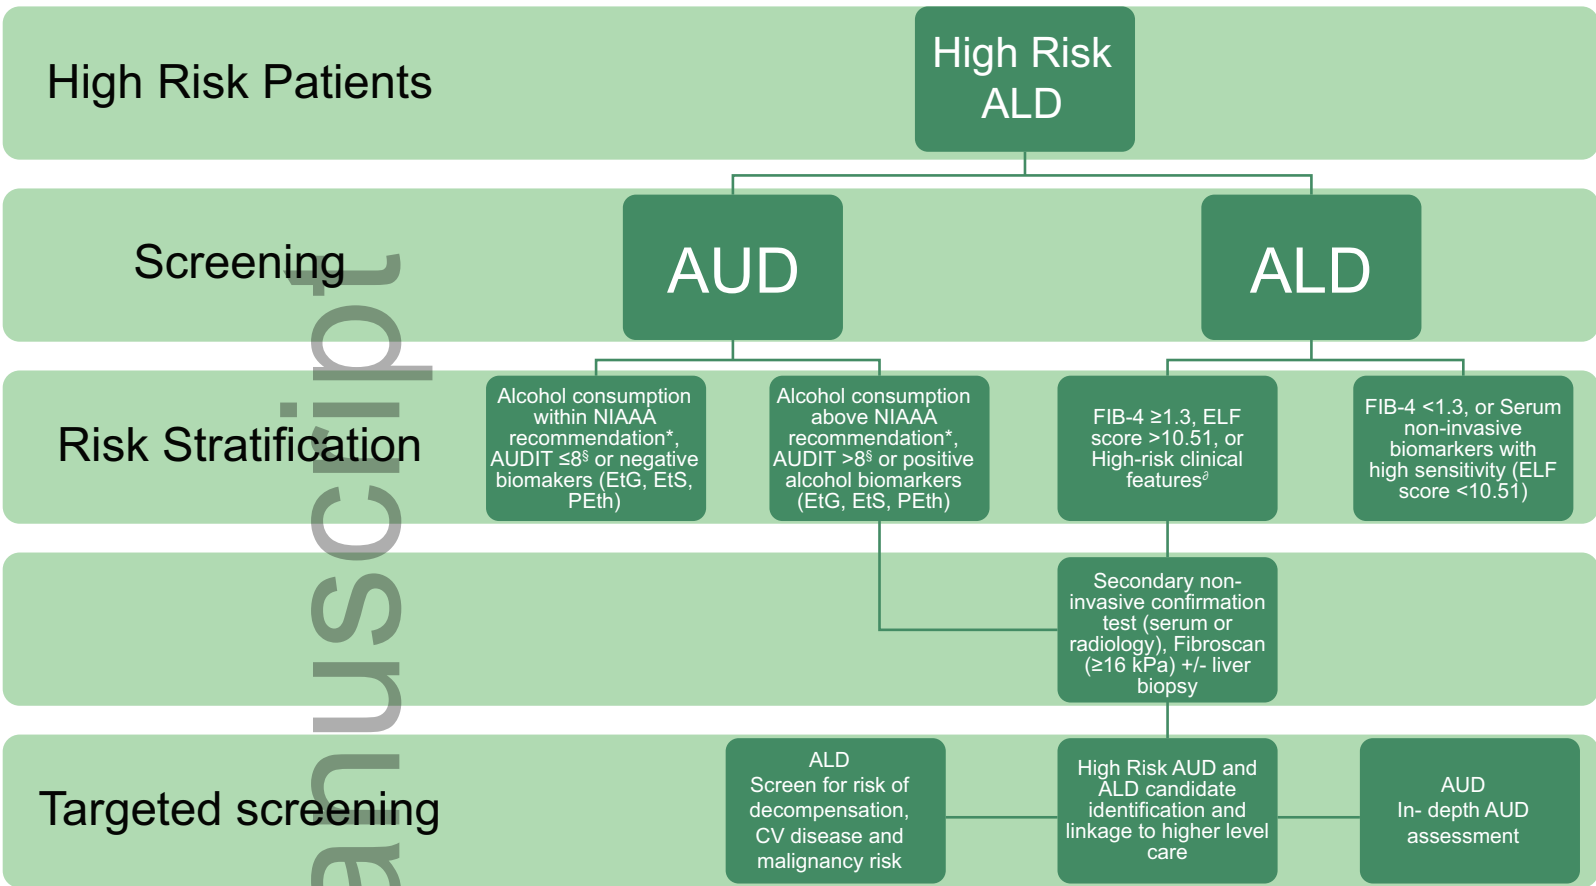 High Risk Patients
High Risk
ALD
Screening
AUD
ALD
Risk Stratification
Alcohol consumption
within NIAAA
recommendation*,
AUDIT ≤8§ or negative
biomakers (EtG, EtS,
PEth)
Alcohol consumption
above NIAAA
recommendation*,
AUDIT >8§ or positive
alcohol biomarkers
(EtG, EtS, PEth)
FIB-4 ≥1.3, ELF
score >10.51, or
High-risk clinical
features∂
FIB-4 <1.3, or Serum
non-invasive
biomarkers with
high sensitivity (ELF
score <10.51)
Secondary non-
invasive confirmation
test (serum or
radiology), Fibroscan
(≥16 kPa) +/- liver
biopsy
Targeted screening
ALD
Screen for risk of
decompensation,
CV disease and
malignancy risk
High Risk AUD and
ALD candidate
identification and
linkage to higher level
care
AUD
In- depth AUD
assessment
anuscript